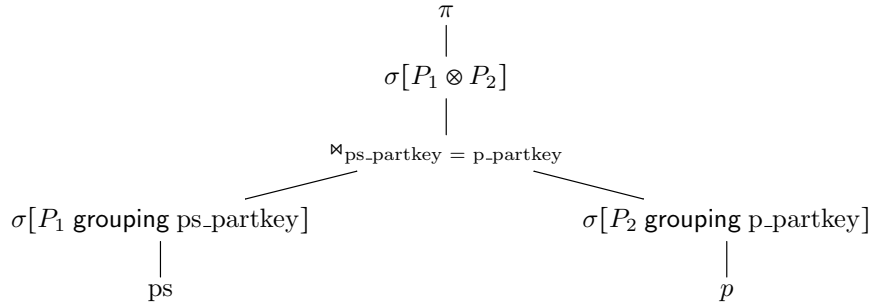 π
σ[P₁ ⊗ P₂]
⋈ps_partkey = p_partkey
σ[P₁ grouping ps_partkey] σ[P₂ grouping p_partkey]
ps p